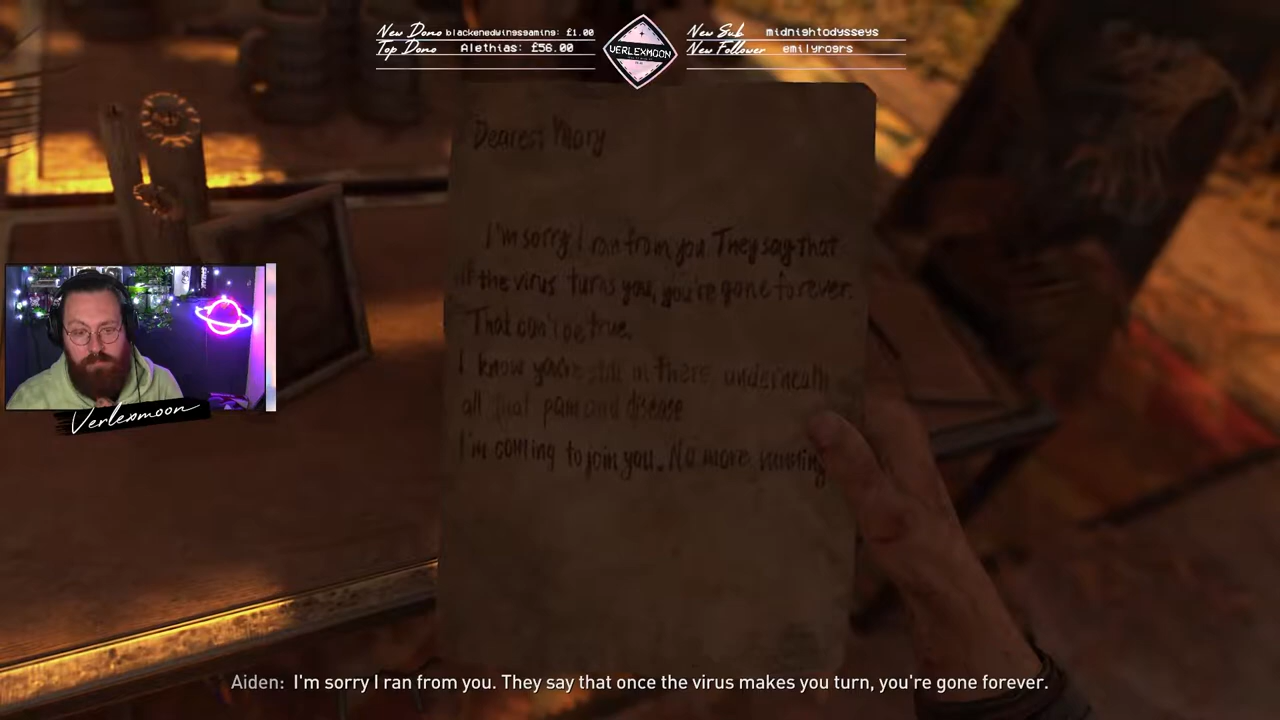 New Dono blackenedwingsgaming: £1.00
Top Dono Alethias: £56.00
VERLEXMOON
New Sub midnightodysseys
New Follower emilyrogrs
Dearest Mary
I'm sorry I ran from you. They say that
if the virus turns you, you're gone forever.
That can't be true.
I know you're still in there, underneath
all that pain and disease
I'm coming to join you. No more running
Verlexmoon
Aiden: I'm sorry I ran from you. They say that once the virus makes you turn, you're gone forever.